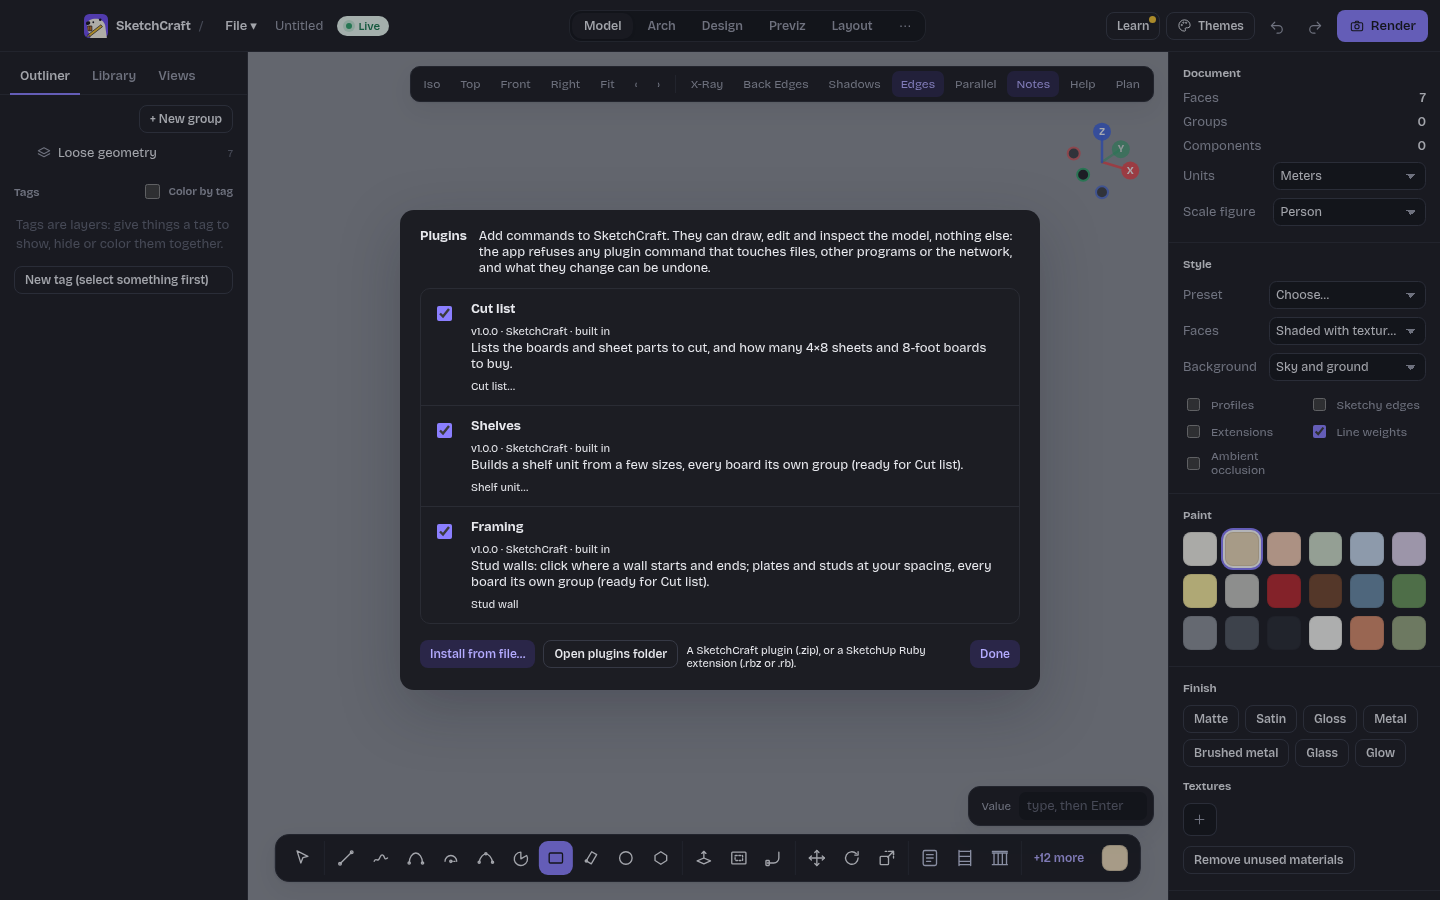 SketchCraft / File ▾ Untitled Live Model Arch Design Previz Layout ··· Learn Themes Render
Outliner Library Views
+ New group
Loose geometry 7
Tags Color by tag
Tags are layers: give things a tag to
show, hide or color them together.
New tag (select something first)
Iso Top Front Right Fit ‹ › X-Ray Back Edges Shadows Edges Parallel Notes Help Plan
Z
Y
X
Plugins Add commands to SketchCraft. They can draw, edit and inspect the model, nothing else:
the app refuses any plugin command that touches files, other programs or the network,
and what they change can be undone.
Cut list
v1.0.0 · SketchCraft · built in
Lists the boards and sheet parts to cut, and how many 4×8 sheets and 8-foot boards
to buy.
Cut list...
Shelves
v1.0.0 · SketchCraft · built in
Builds a shelf unit from a few sizes, every board its own group (ready for Cut list).
Shelf unit...
Framing
v1.0.0 · SketchCraft · built in
Stud walls: click where a wall starts and ends; plates and studs at your spacing, every
board its own group (ready for Cut list).
Stud wall
Install from file... Open plugins folder A SketchCraft plugin (.zip), or a SketchUp Ruby
extension (.rbz or .rb). Done
Value type, then Enter
+12 more
Document
Faces 7
Groups 0
Components 0
Units Meters
Scale figure Person
Style
Preset Choose...
Faces Shaded with textur...
Background Sky and ground
Profiles Sketchy edges
Extensions Line weights
Ambient
occlusion
Paint
Finish
Matte Satin Gloss Metal
Brushed metal Glass Glow
Textures
+
Remove unused materials